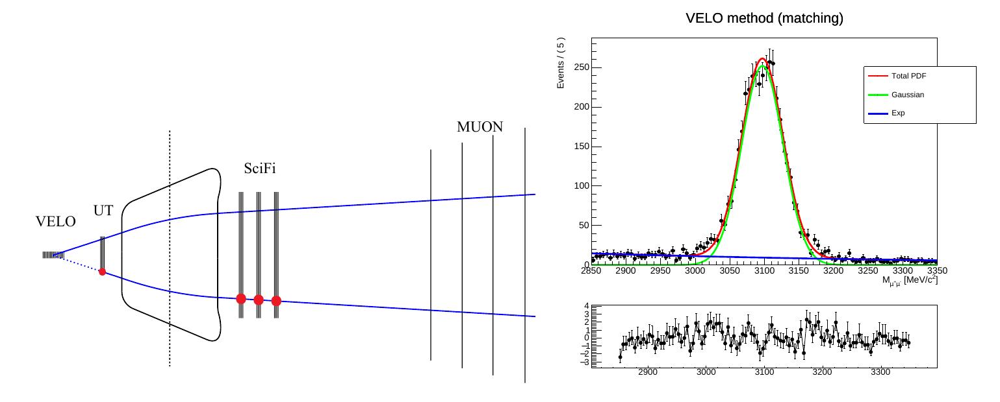 VELO
UT
SciFi
MUON
VELO method (matching)
Events / ( 5 )
250
200
150
100
50
0
2850 2900 2950 3000 3050 3100 3150 3200 3250 3300 3350
Mμ+μ- [MeV/c2]
Total PDF
Gaussian
Exp
4
3
2
1
0
−1
−2
−3
2900 3000 3100 3200 3300